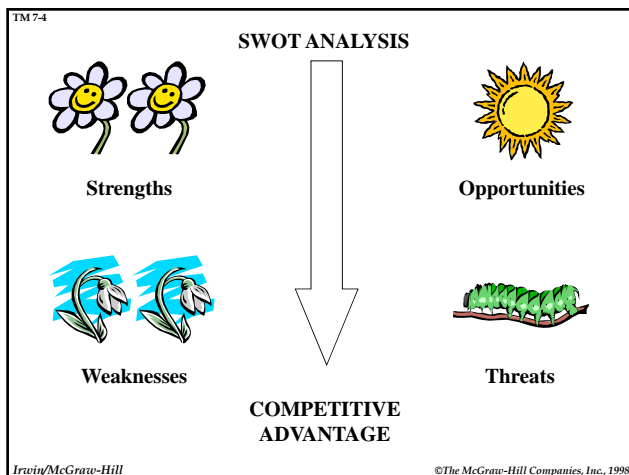 TM 7-4
SWOT ANALYSIS
Strengths
Opportunities
Weaknesses
Threats
COMPETITIVE
ADVANTAGE
Irwin/McGraw-Hill
©The McGraw-Hill Companies, Inc., 1998